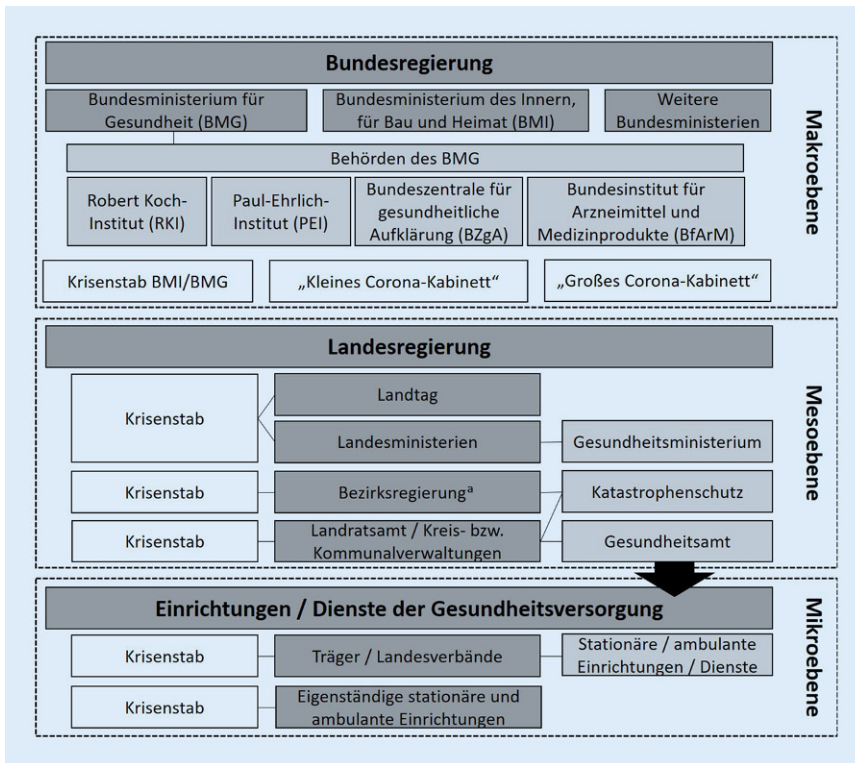 Bundesregierung
Bundesministerium für
Gesundheit (BMG)
Bundesministerium des Innern,
für Bau und Heimat (BMI)
Weitere
Bundesministerien
Behörden des BMG
Robert Koch-
Institut (RKI)
Paul-Ehrlich-
Institut (PEI)
Bundeszentrale für
gesundheitliche
Aufklärung (BZgA)
Bundesinstitut für
Arzneimittel und
Medizinprodukte (BfArM)
Krisenstab BMI/BMG
„Kleines Corona-Kabinett“
„Großes Corona-Kabinett“
Makroebene
Landesregierung
Krisenstab
Landtag
Landesministerien
Gesundheitsministerium
Krisenstab
Bezirksregierungᵃ
Katastrophenschutz
Krisenstab
Landratsamt / Kreis- bzw.
Kommunalverwaltungen
Gesundheitsamt
Mesoebene
Einrichtungen / Dienste der Gesundheitsversorgung
Krisenstab
Träger / Landesverbände
Stationäre / ambulante
Einrichtungen / Dienste
Krisenstab
Eigenständige stationäre und
ambulante Einrichtungen
Mikroebene